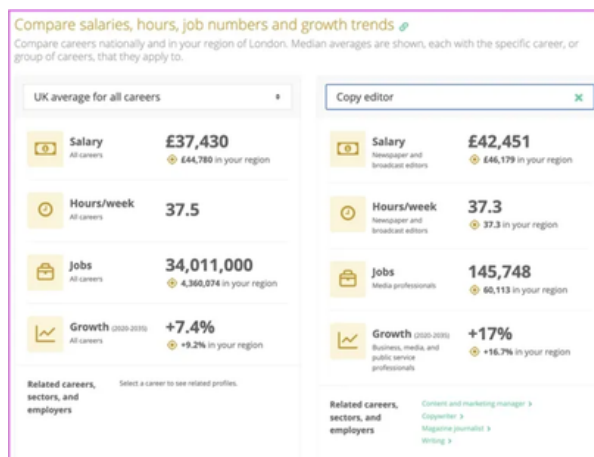 Compare salaries, hours, job numbers and growth trends
Compare careers nationally and in your region of London. Median averages are shown, each with the specific career, or
group of careers, that they apply to.
UK average for all careers
Salary
All careers
£37,430
£44,780 in your region
Hours/week
All careers
37.5
Jobs
All careers
34,011,000
4,360,074 in your region
Growth (2020-2035)
All careers
+7.4%
+9.2% in your region
Related careers,
sectors, and
employers
Select a career to see related profiles.
Copy editor
Salary
Newspaper and
broadcast editors
£42,451
£46,179 in your region
Hours/week
Newspaper and
broadcast editors
37.3
37.3 in your region
Jobs
Media professionals
145,748
60,113 in your region
Growth (2020-2035)
Business, media, and
public service
professionals
+17%
+16.7% in your region
Related careers,
sectors, and
employers
Content and marketing manager >
Copywriter >
Magazine journalist >
Writing >